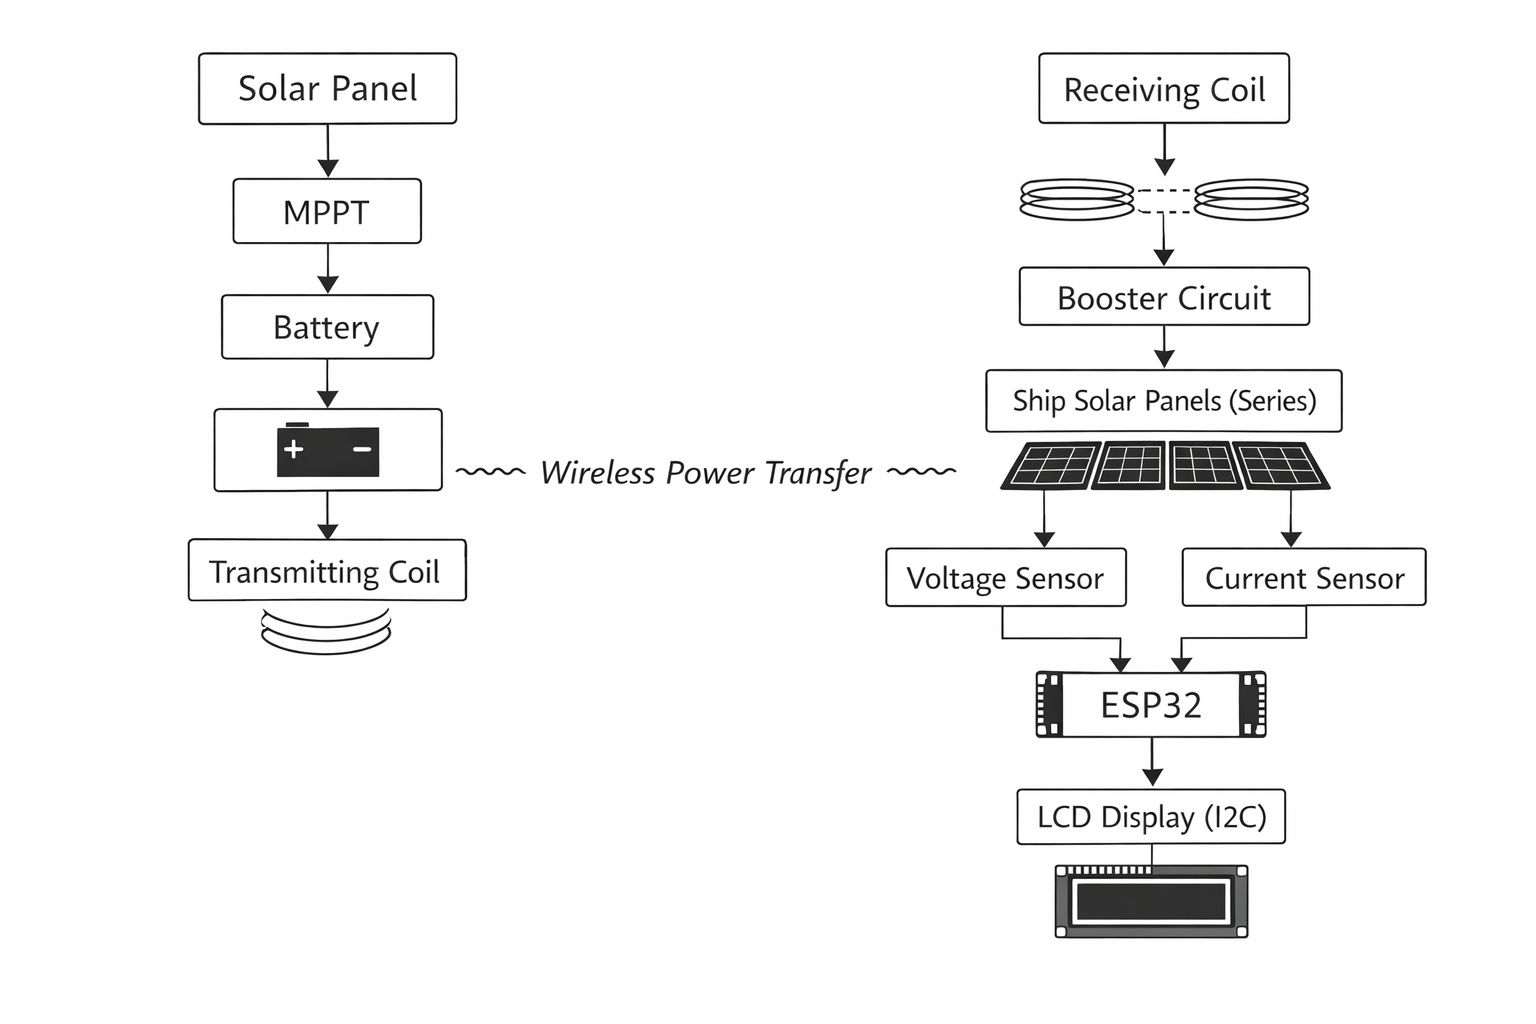 Solar Panel
MPPT
Battery
+ −
Transmitting Coil
Wireless Power Transfer
Receiving Coil
Booster Circuit
Ship Solar Panels (Series)
Voltage Sensor
Current Sensor
ESP32
LCD Display (I2C)